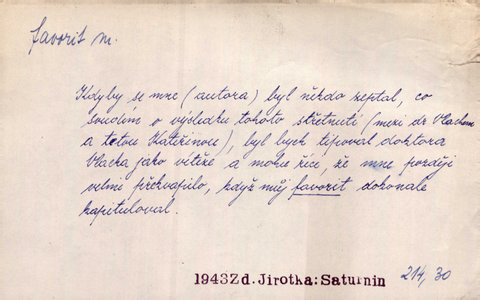 favorit m.
Kdyby se mne (autora) byl někdo zeptal, co
soudím o výsledku tohoto střetnutí (mezi dr Vlachem
a tetou Kateřinou), byl bych tipoval doktora
Vlacha jako vítěze a mohu říci, že mne později
velmi překvapilo, když můj favorit dokonale
kapituloval.
1943Zd.Jirotka:Saturnin 214,30